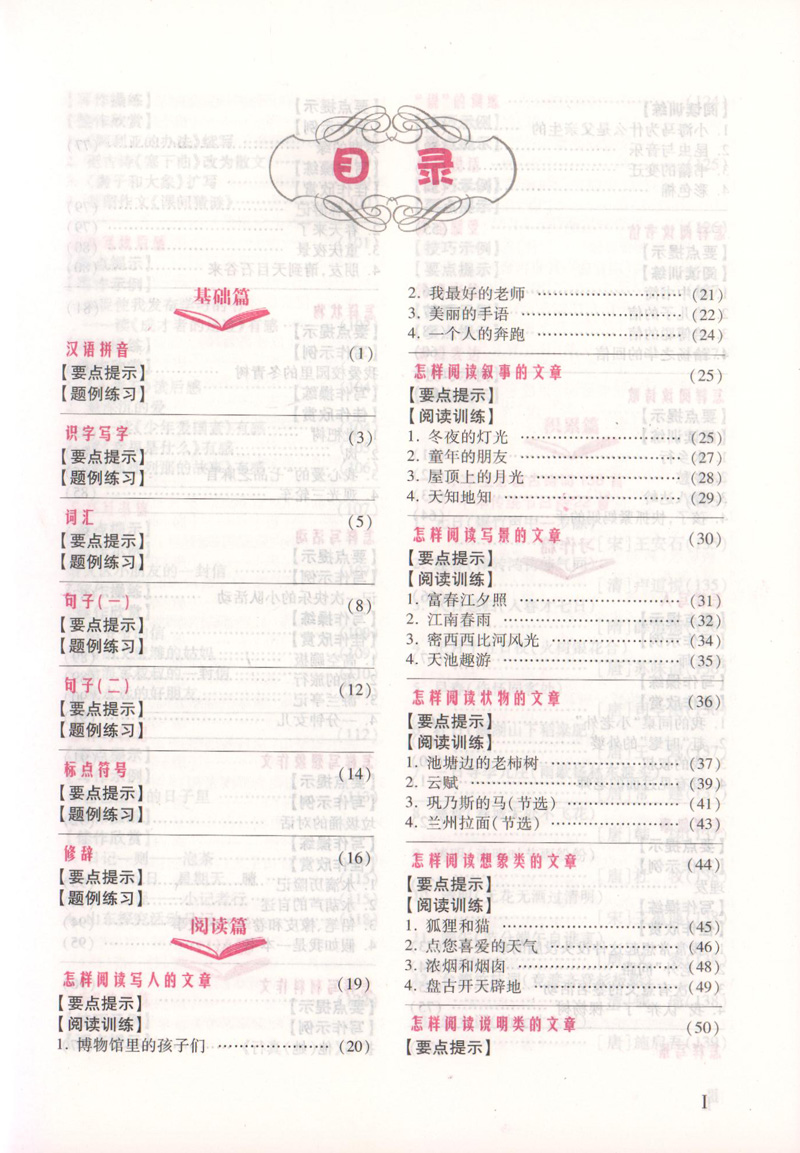 目录
基础篇
汉语拼音 (1)
【要点提示】
【题例练习】
识字写字 (3)
【要点提示】
【题例练习】
词汇 (5)
【要点提示】
【题例练习】
句子(一) (8)
【要点提示】
【题例练习】
句子(二) (12)
【要点提示】
【题例练习】
标点符号 (14)
【要点提示】
【题例练习】
修辞 (16)
【要点提示】
【题例练习】
阅读篇
怎样阅读写人的文章 (19)
【要点提示】
【阅读训练】
1. 博物馆里的孩子们 ……………… (20)
2. 我最好的老师 ……………………… (21)
3. 美丽的手语 ………………………… (22)
4. 一个人的奔跑 ……………………… (24)
怎样阅读叙事的文章 (25)
【要点提示】
【阅读训练】
1. 冬夜的灯光 ………………………… (25)
2. 童年的朋友 ………………………… (27)
3. 屋顶上的月光 ……………………… (28)
4. 天知地知 …………………………… (29)
怎样阅读写景的文章 (30)
【要点提示】
【阅读训练】
1. 富春江夕照 ………………………… (31)
2. 江南春雨 …………………………… (32)
3. 密西西比河风光 …………………… (34)
4. 天池趣游 …………………………… (35)
怎样阅读状物的文章 (36)
【要点提示】
【阅读训练】
1. 池塘边的老柿树 …………………… (37)
2. 云赋 ………………………………… (39)
3. 巩乃斯的马(节选) ………………… (41)
4. 兰州拉面(节选) …………………… (43)
怎样阅读想象类的文章 (44)
【要点提示】
【阅读训练】
1. 狐狸和猫 …………………………… (45)
2. 点您喜爱的天气 …………………… (46)
3. 浓烟和烟囱 ………………………… (48)
4. 盘古开天辟地 ……………………… (49)
怎样阅读说明类的文章 (50)
【要点提示】
I